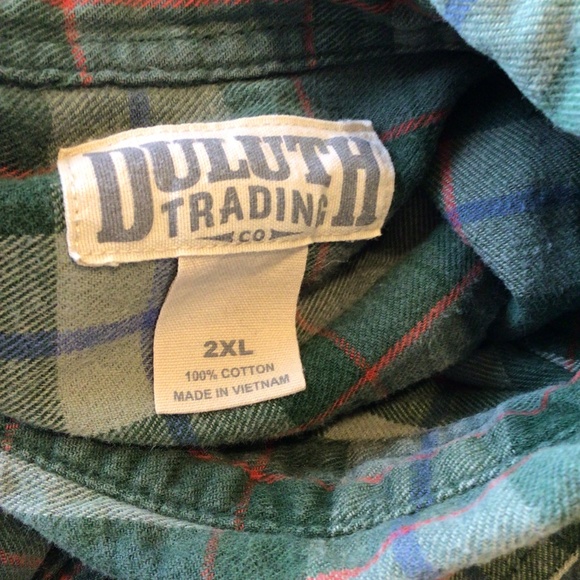 DULUTH
TRADING
CO
2XL
100% COTTON
MADE IN VIETNAM